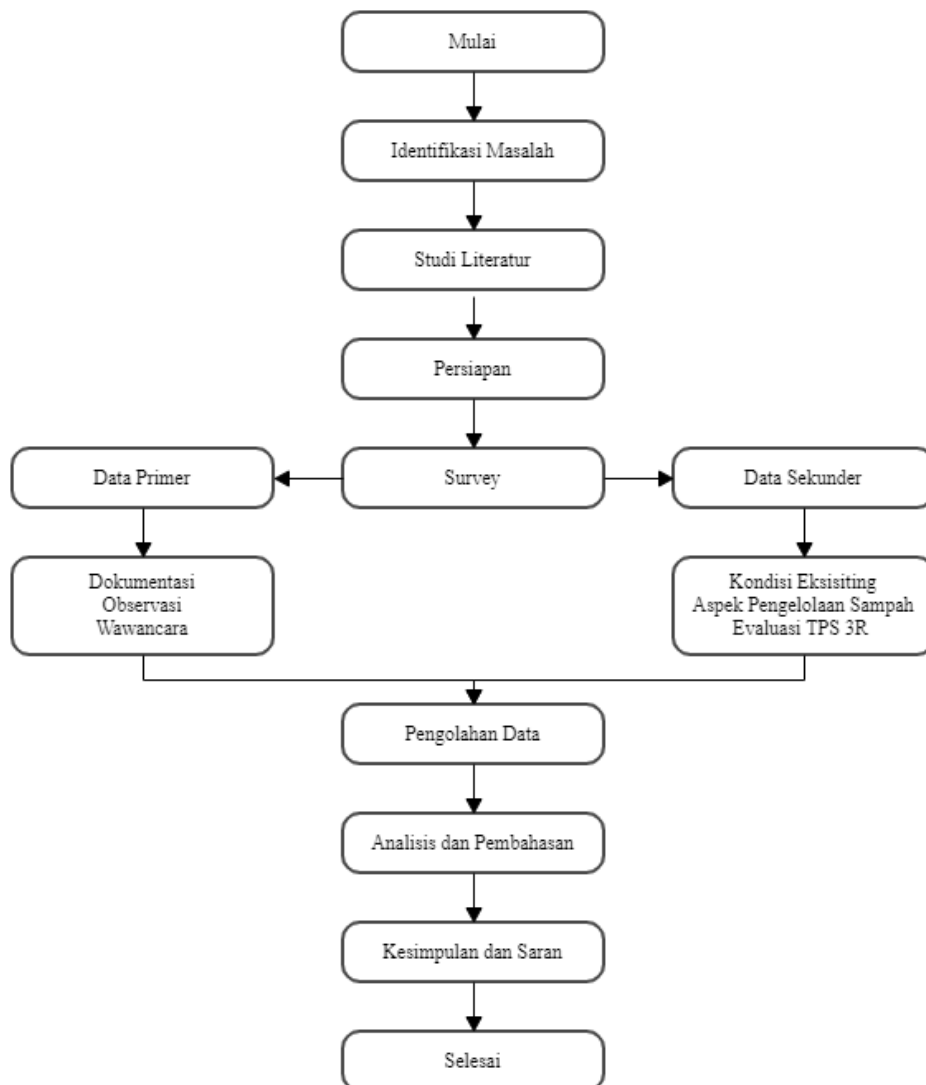 Mulai
Identifikasi Masalah
Studi Literatur
Persiapan
Data Primer
Survey
Data Sekunder
Dokumentasi
Observasi
Wawancara
Kondisi Eksisiting
Aspek Pengelolaan Sampah
Evaluasi TPS 3R
Pengolahan Data
Analisis dan Pembahasan
Kesimpulan dan Saran
Selesai